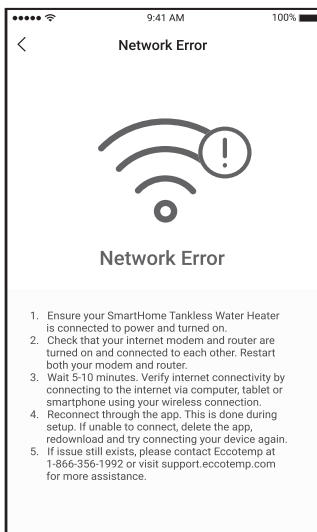 9:41 AM 100%
Network Error
!
Network Error
1. Ensure your SmartHome Tankless Water Heater
is connected to power and turned on.
2. Check that your internet modem and router are
turned on and connected to each other. Restart
both your modem and router.
3. Wait 5-10 minutes. Verify internet connectivity by
connecting to the internet via computer, tablet or
smartphone using your wireless connection.
4. Reconnect through the app. This is done during
setup. If unable to connect, delete the app,
redownload and try connecting your device again.
5. If issue still exists, please contact Eccotemp at
1-866-356-1992 or visit support.eccotemp.com
for more assistance.